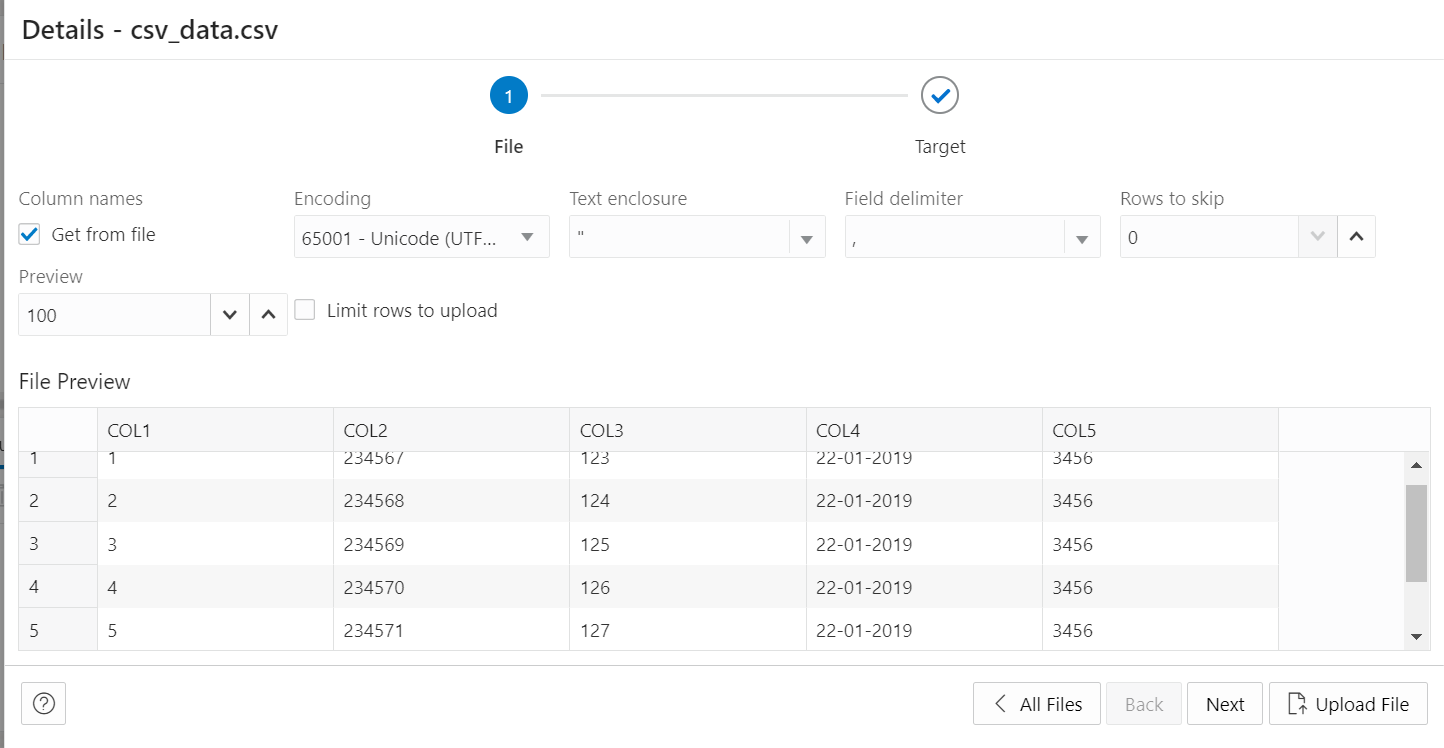 Details - csv_data.csv
1
File
Target
Column names
Encoding
Text enclosure
Field delimiter
Rows to skip
Get from file
65001 - Unicode (UTF...
"
,
0
Preview
100
Limit rows to upload
File Preview
COL1 COL2 COL3 COL4 COL5
1 1 234567 123 22-01-2019 3456
2 2 234568 124 22-01-2019 3456
3 3 234569 125 22-01-2019 3456
4 4 234570 126 22-01-2019 3456
5 5 234571 127 22-01-2019 3456
? All Files Back Next Upload File